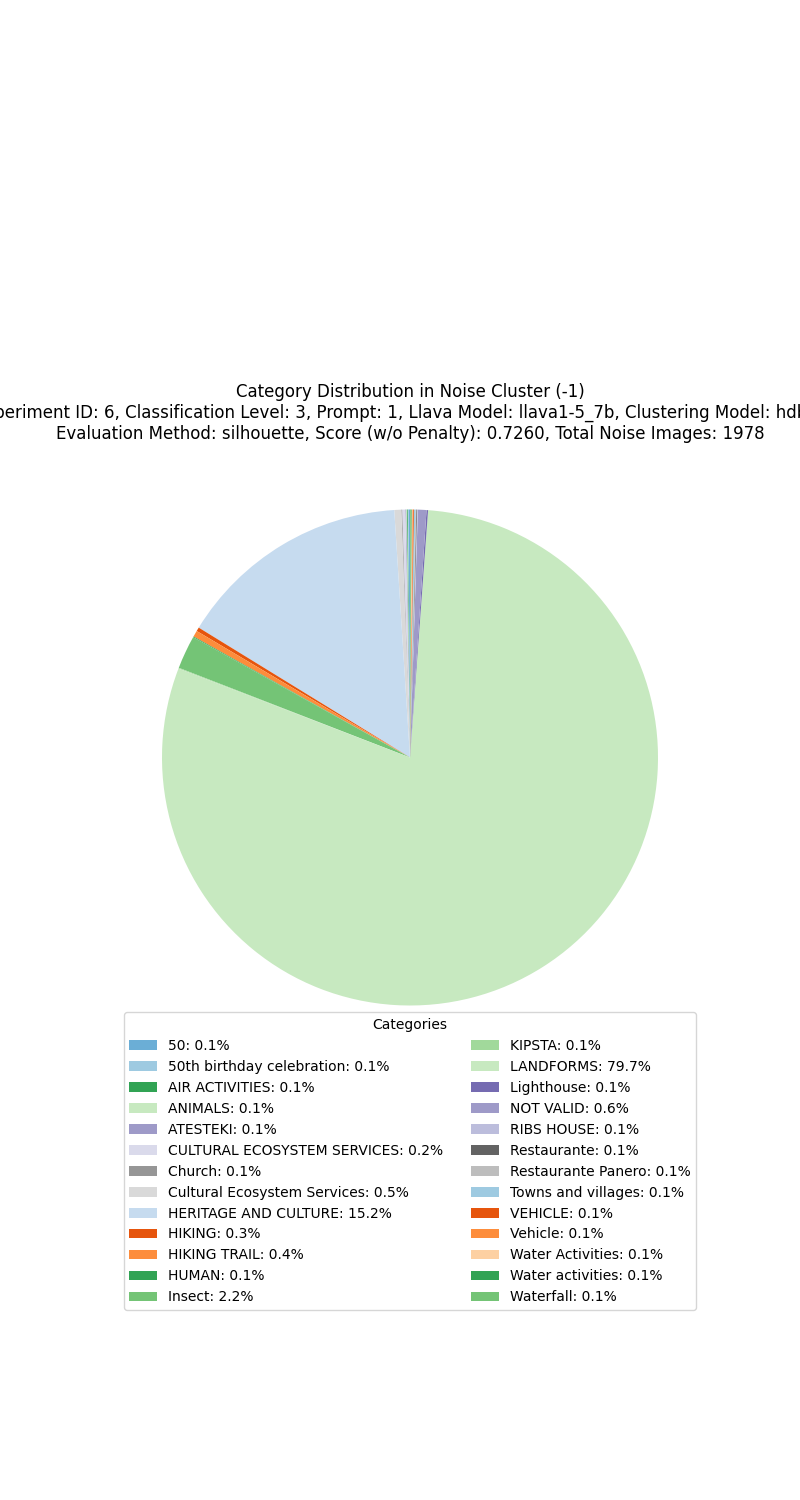 Category Distribution in Noise Cluster (-1)
periment ID: 6, Classification Level: 3, Prompt: 1, Llava Model: llava1-5_7b, Clustering Model: hdb
Evaluation Method: silhouette, Score (w/o Penalty): 0.7260, Total Noise Images: 1978
Categories
50: 0.1%
50th birthday celebration: 0.1%
AIR ACTIVITIES: 0.1%
ANIMALS: 0.1%
ATESTEKI: 0.1%
CULTURAL ECOSYSTEM SERVICES: 0.2%
Church: 0.1%
Cultural Ecosystem Services: 0.5%
HERITAGE AND CULTURE: 15.2%
HIKING: 0.3%
HIKING TRAIL: 0.4%
HUMAN: 0.1%
Insect: 2.2%
KIPSTA: 0.1%
LANDFORMS: 79.7%
Lighthouse: 0.1%
NOT VALID: 0.6%
RIBS HOUSE: 0.1%
Restaurante: 0.1%
Restaurante Panero: 0.1%
Towns and villages: 0.1%
VEHICLE: 0.1%
Vehicle: 0.1%
Water Activities: 0.1%
Water activities: 0.1%
Waterfall: 0.1%